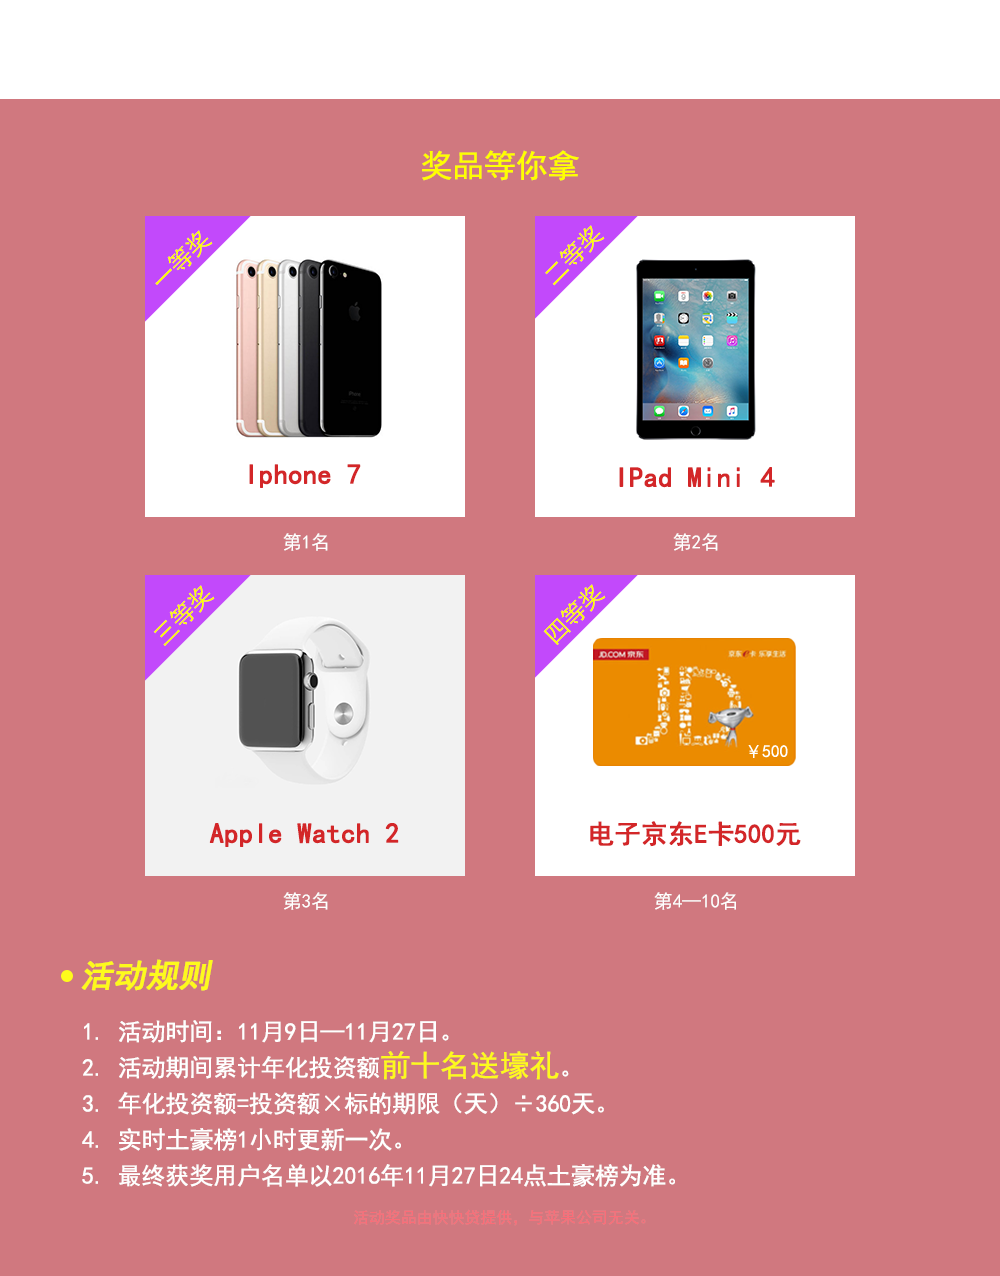 奖品等你拿
一等奖
二等奖
Iphone 7
IPad Mini 4
第1名
第2名
三等奖
四等奖
JD.COM 京东
京东e卡 乐享生活
￥500
Apple Watch 2
电子京东E卡500元
第3名
第4—10名
• 活动规则
1. 活动时间：11月9日—11月27日。
2. 活动期间累计年化投资额前十名送壕礼。
3. 年化投资额=投资额×标的期限（天）÷360天。
4. 实时土豪榜1小时更新一次。
5. 最终获奖用户名单以2016年11月27日24点土豪榜为准。
活动奖品由快快贷提供，与苹果公司无关。